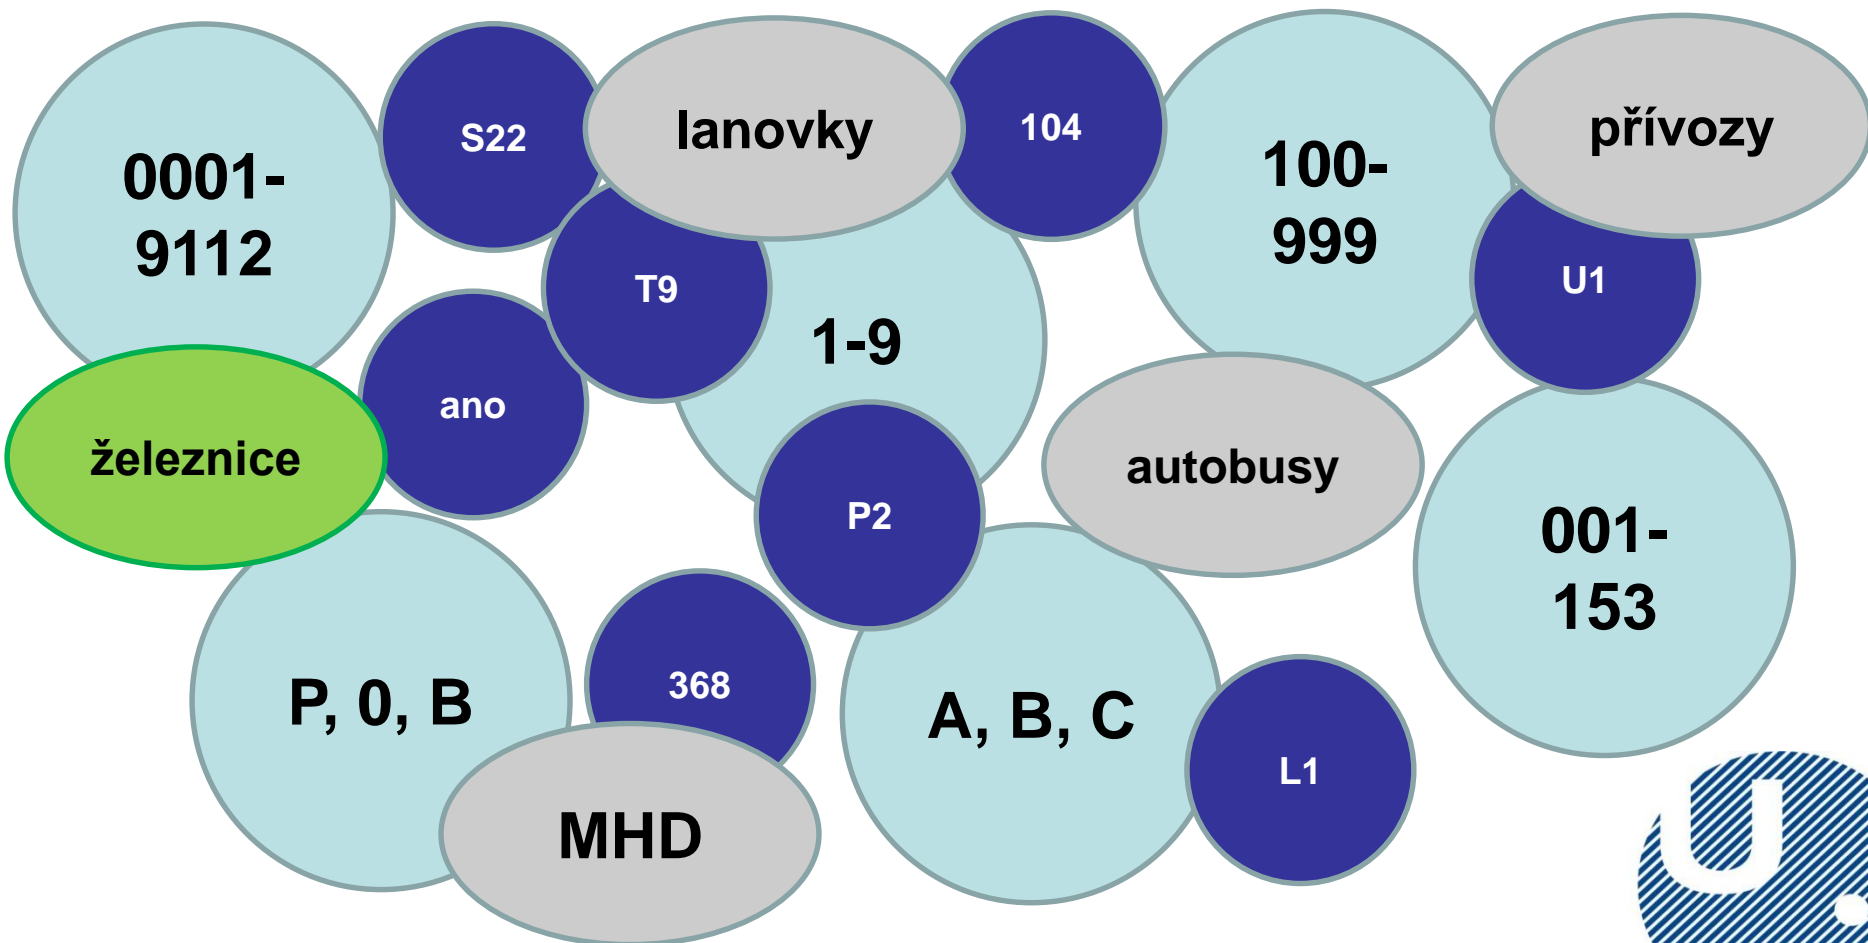 S22
lanovky
104
přívozy
0001-
9112
100-
999
T9
U1
1-9
ano
železnice
autobusy
P2
001-
153
368
P, 0, B
A, B, C
L1
MHD
U